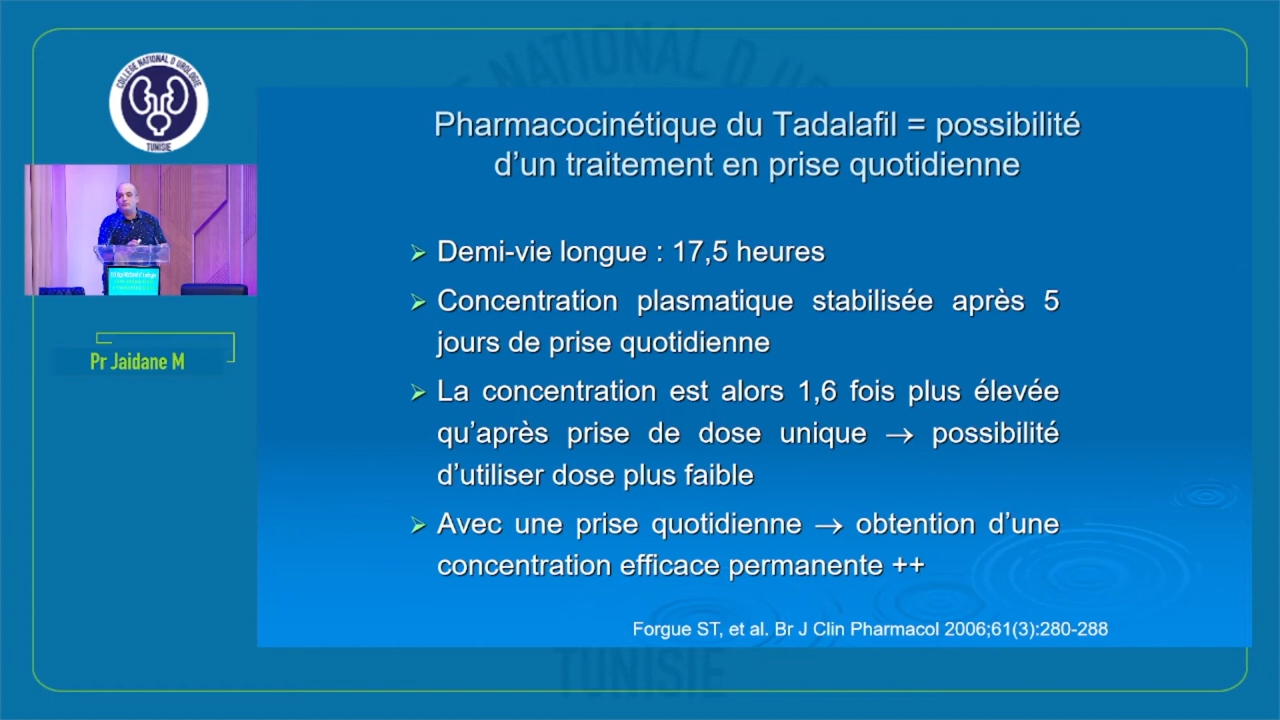 COLLÈGE NATIONAL D UROLOGIE
TUNISIE
Pr Jaidane M
Pharmacocinétique du Tadalafil = possibilité
d’un traitement en prise quotidienne
➢ Demi-vie longue : 17,5 heures
➢ Concentration plasmatique stabilisée après 5
jours de prise quotidienne
➢ La concentration est alors 1,6 fois plus élevée
qu’après prise de dose unique → possibilité
d’utiliser dose plus faible
➢ Avec une prise quotidienne → obtention d’une
concentration efficace permanente ++
Forgue ST, et al. Br J Clin Pharmacol 2006;61(3):280-288
TUNISIE